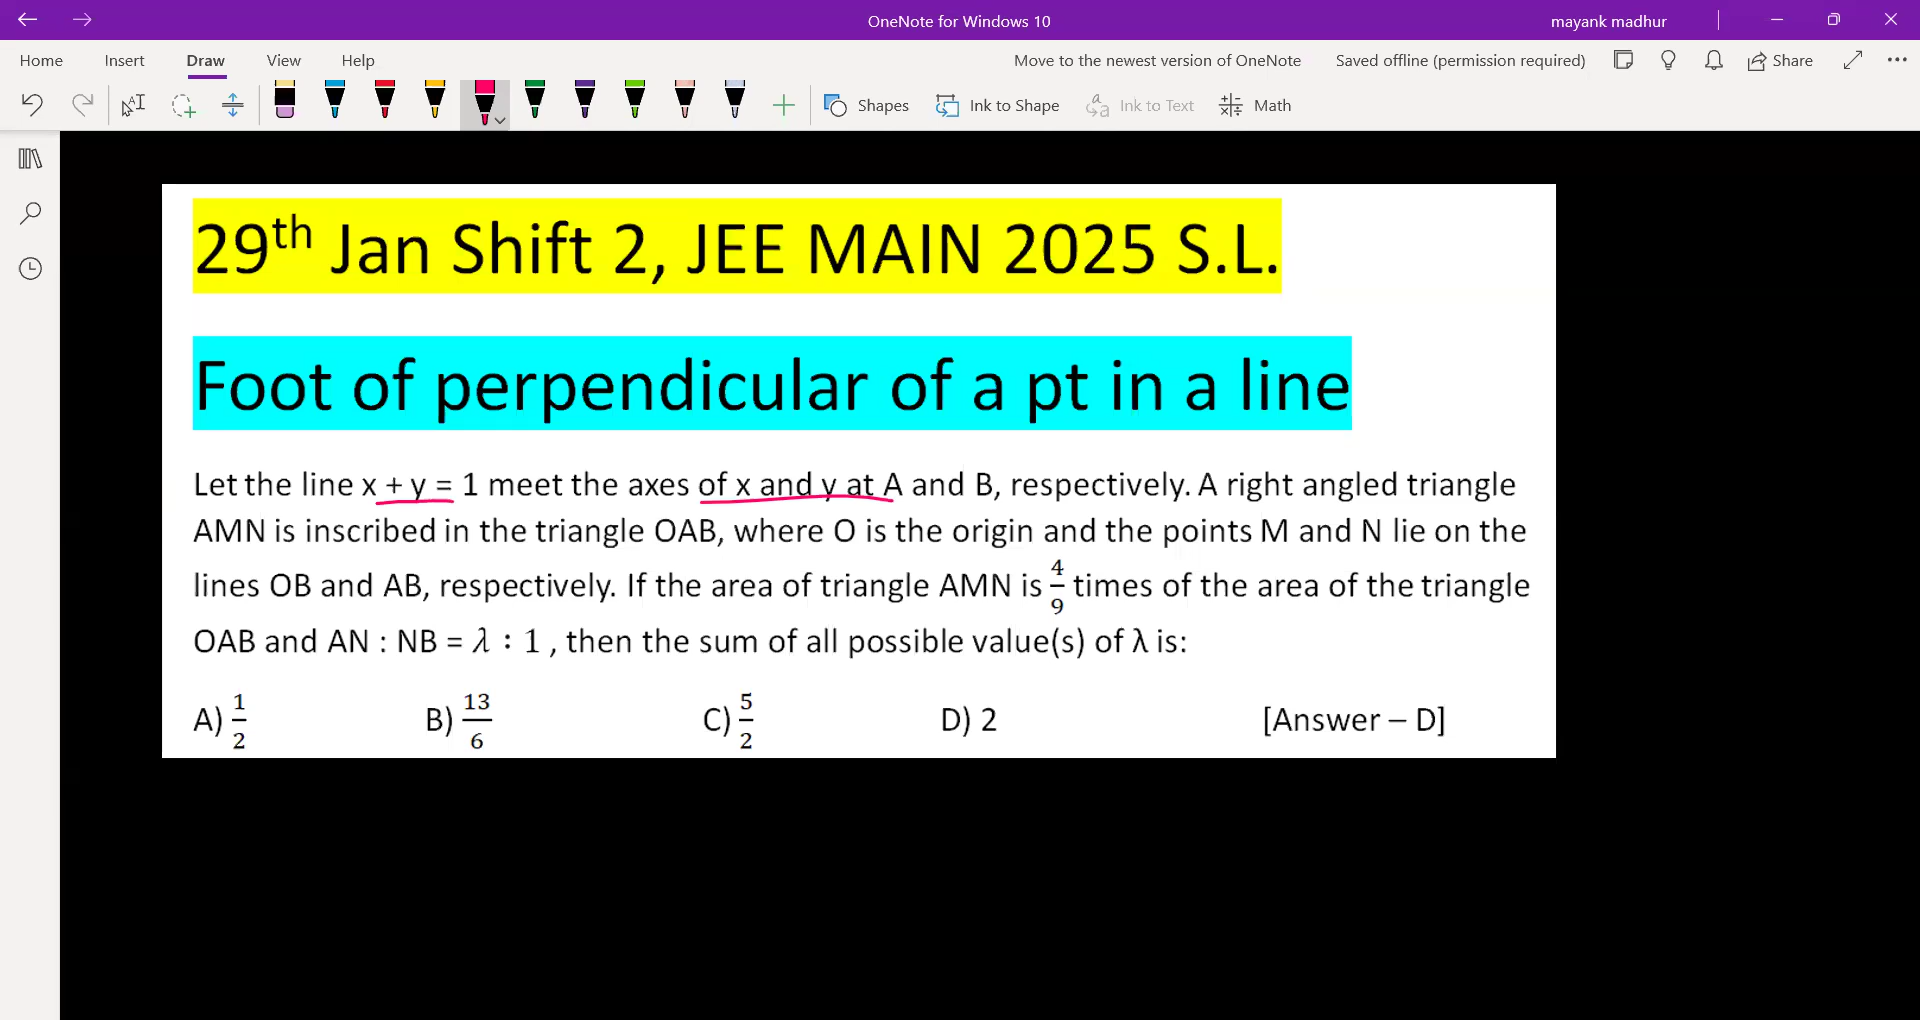 OneNote for Windows 10
mayank madhur
Home Insert Draw View Help
Move to the newest version of OneNote Saved offline (permission required) Share
Shapes Ink to Shape Ink to Text Math
29th Jan Shift 2, JEE MAIN 2025 S.L.
Foot of perpendicular of a pt in a line
Let the line x + y = 1 meet the axes of x and y at A and B, respectively. A right angled triangle
AMN is inscribed in the triangle OAB, where O is the origin and the points M and N lie on the
lines OB and AB, respectively. If the area of triangle AMN is 4/9 times of the area of the triangle
OAB and AN : NB = λ : 1 , then the sum of all possible value(s) of λ is:
A) 1/2 B) 13/6 C) 5/2 D) 2 [Answer – D]